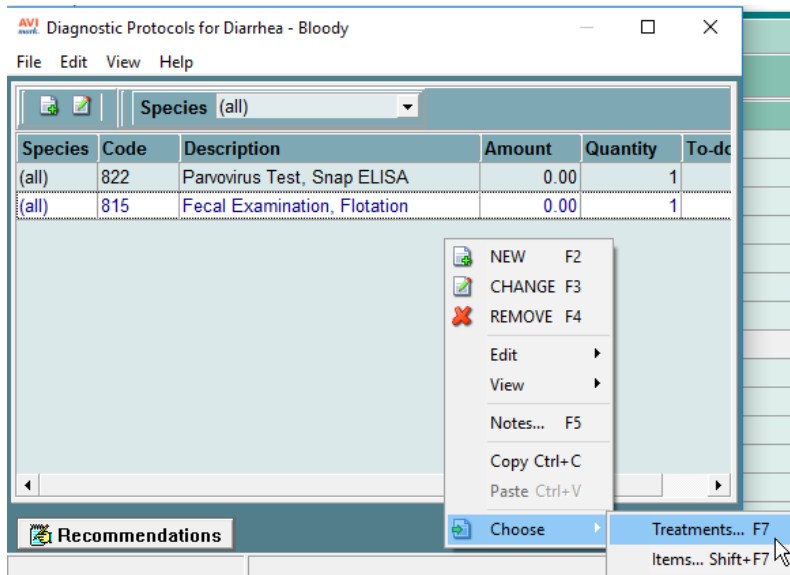 AVI mark Diagnostic Protocols for Diarrhea - Bloody
File Edit View Help
Species (all)
Species Code Description Amount Quantity To-do
(all) 822 Parvovirus Test, Snap ELISA 0.00 1
(all) 815 Fecal Examination, Flotation 0.00 1
NEW F2
CHANGE F3
REMOVE F4
Edit
View
Notes... F5
Copy Ctrl+C
Paste Ctrl+V
Recommendations
Choose
Treatments... F7
Items... Shift+F7